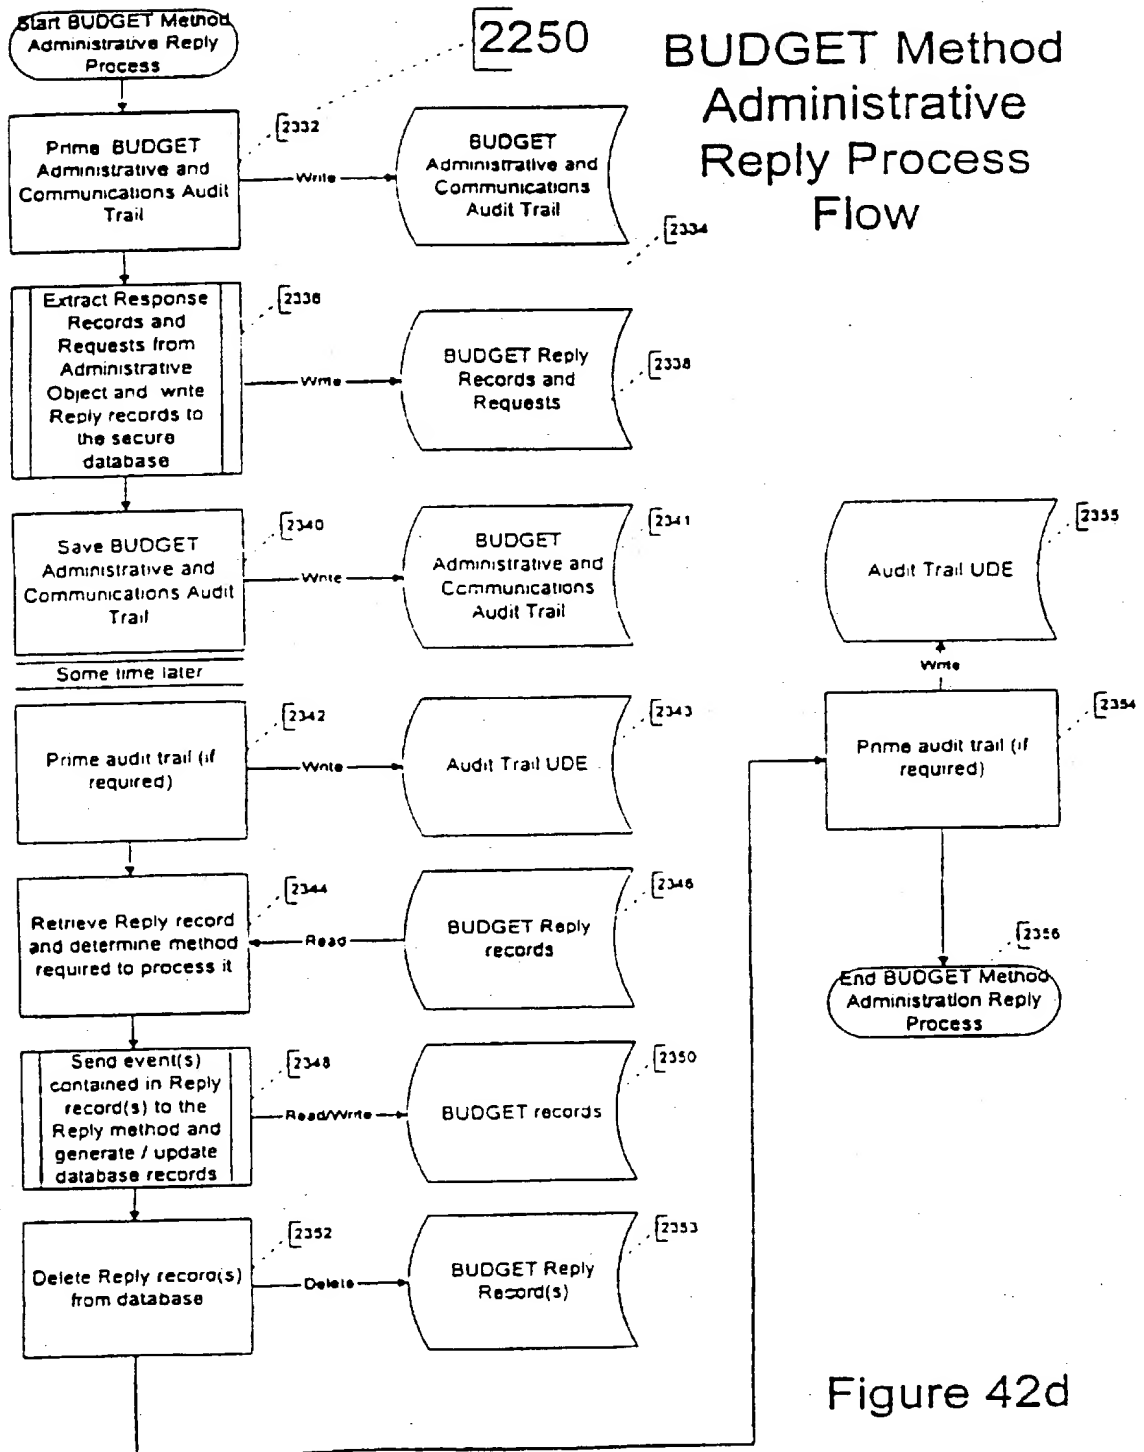 Start BUDGET Method
Administrative Reply
Process
2250
BUDGET Method
Administrative
Reply Process
Flow
2332
Prime BUDGET
Administrative and
Communications Audit
Trail
Write
BUDGET
Administrative and
Communications
Audit Trail
2334
Extract Response
Records and
Requests from
Administrative
Object and write
Reply records to
the secure
database
2336
Write
BUDGET Reply
Records and
Requests
2338
Save BUDGET
Administrative and
Communications Audit
Trail
2340
Write
BUDGET
Administrative and
Communications
Audit Trail
2341
Some time later
Prime audit trail (if
required)
2342
Write
Audit Trail UDE
2343
Retrieve Reply record
and determine method
required to process it
2344
Read
BUDGET Reply
records
2346
Send event(s)
contained in Reply
record(s) to the
Reply method and
generate / update
database records
2348
Read/Write
BUDGET records
2350
Delete Reply record(s)
from database
2352
Delete
BUDGET Reply
Record(s)
2353
Audit Trail UDE
2355
Write
Prime audit trail (if
required)
2354
2356
End BUDGET Method
Administration Reply
Process
Figure 42d